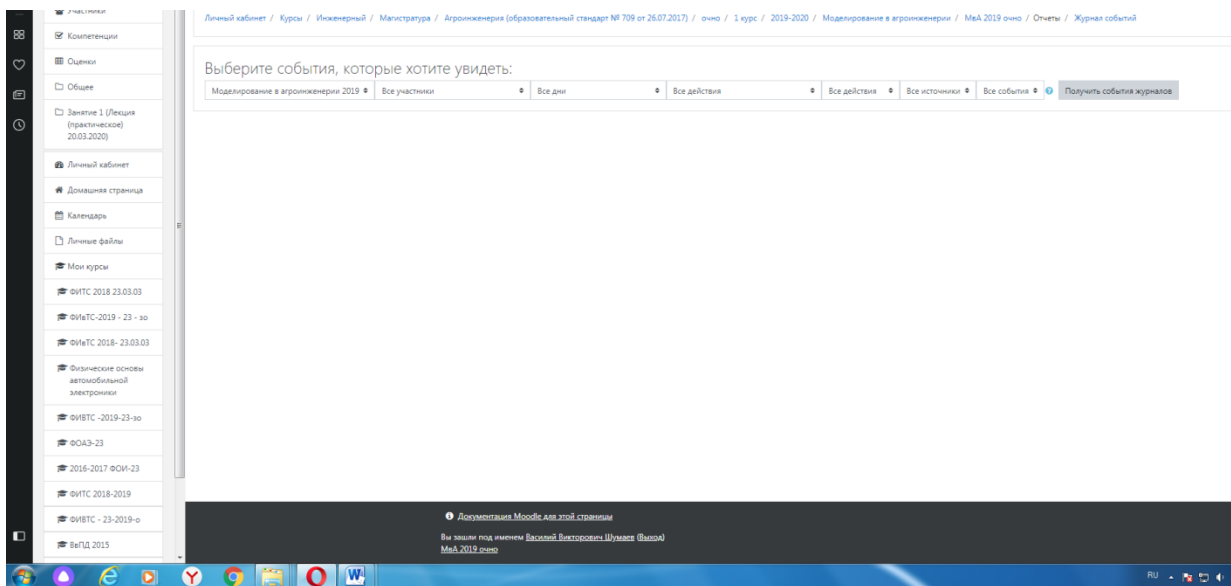 Участники
Личный кабинет / Курсы / Инженерный / Магистратура / Агроинженерия (образовательный стандарт № 709 от 26.07.2017) / очно / 1 курс / 2019-2020 / Моделирование в агроинженерии / МвА 2019 очно / Отчеты / Журнал событий
Компетенции
Оценки
Общее
Занятие 1 (Лекция
(практическое)
20.03.2020)
Личный кабинет
Домашняя страница
Календарь
Личные файлы
Мои курсы
ФИТС 2018 23.03.03
ФИвТС-2019 - 23 - зо
ФИвТС 2018- 23.03.03
Физические основы
автомобильной
электроники
ФИВТС -2019-23-зо
ФОАЭ-23
2016-2017 ФОИ-23
ФИТС 2018-2019
ФИВТС - 23-2019-о
ВвПД 2015
Выберите события, которые хотите увидеть:
Моделирование в агроинженерии 2019 Все участники Все дни Все действия Все действия Все источники Все события Получить события журналов
Документация Moodle для этой страницы
Вы зашли под именем Василий Викторович Шумаев (Выход)
МвА 2019 очно
RU